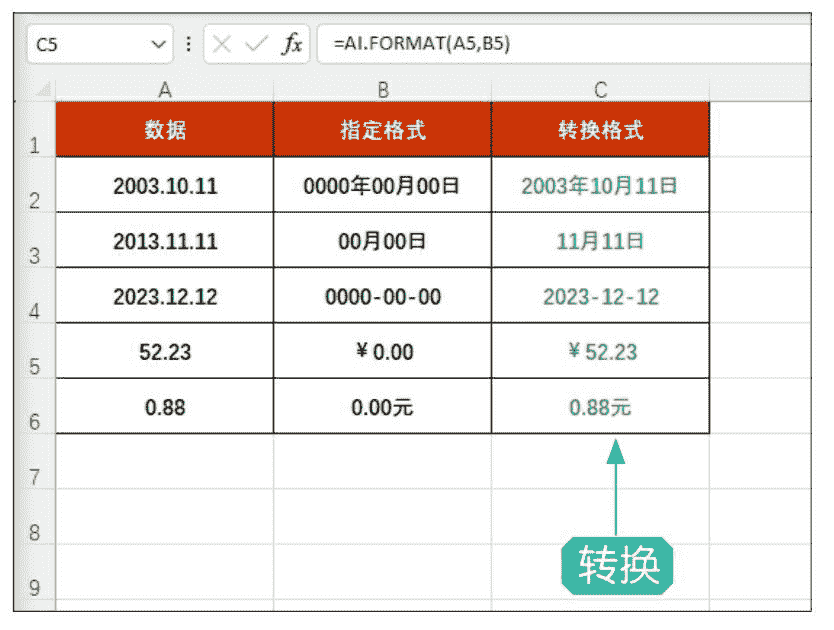 C5 fx =AI.FORMAT(A5,B5)
A B C
1 数据 指定格式 转换格式
2 2003.10.11 0000年00月00日 2003年10月11日
3 2013.11.11 00月00日 11月11日
4 2023.12.12 0000-00-00 2023-12-12
5 52.23 ¥0.00 ¥52.23
6 0.88 0.00元 0.88元
7
8
转换
9